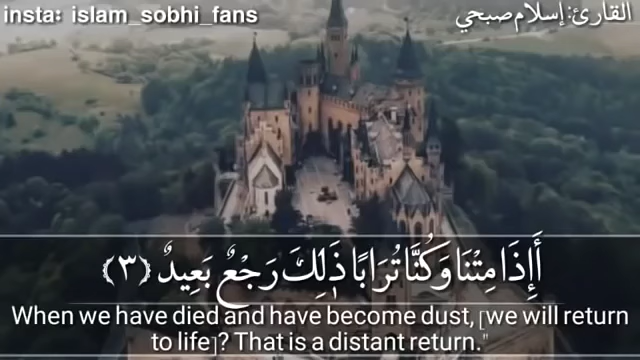 insta: islam_sobhi_fans
القارئ: إسلام صبحي
أَإِذَا مِتْنَا وَكُنَّا تُرَابًا ذَٰلِكَ رَجْعٌ بَعِيدٌ ﴿٣﴾
When we have died and have become dust, [we will return
to life]? That is a distant return."